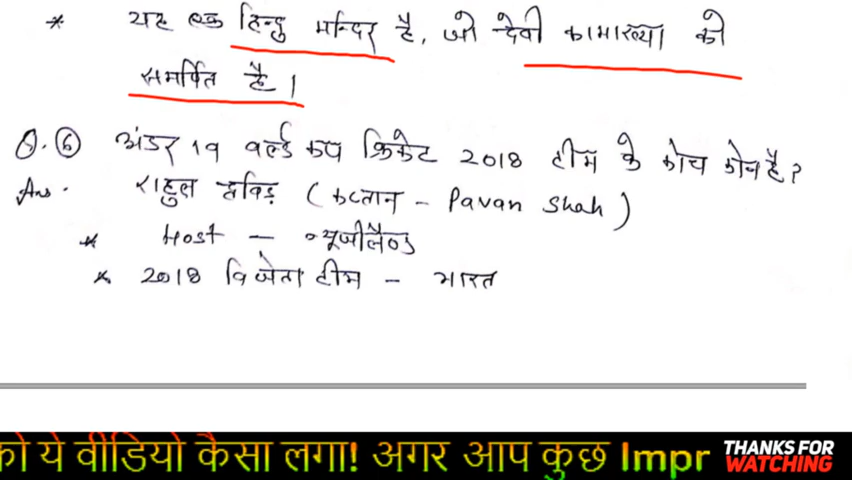 * यह एक हिन्दु मन्दिर है, जो देवी कामाख्या को
समर्पित है।
Q.⑥ अंडर 19 वर्ल्ड कप क्रिकेट 2018 टीम के कोच कोन है?
Ans. राहुल द्रविड़ (कप्तान - Pavan Shah)
* Host - न्यूजीलैण्ड
* 2018 विजेता टीम - भारत
को ये वीडियो कैसा लगा! अगर आप कुछ Impr
THANKS FOR
WATCHING